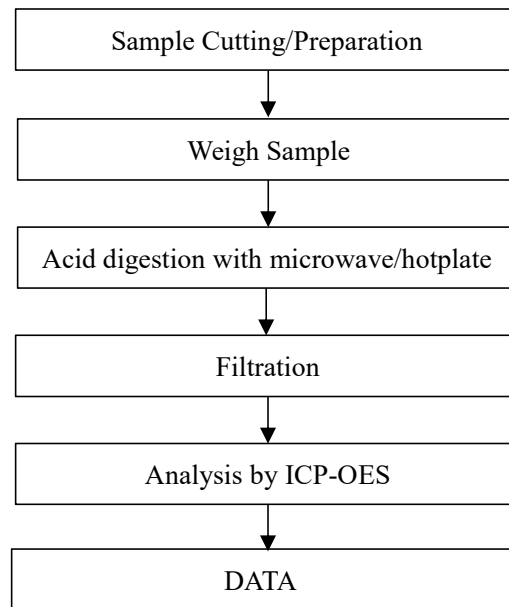 Sample Cutting/Preparation
Weigh Sample
Acid digestion with microwave/hotplate
Filtration
Analysis by ICP-OES
DATA